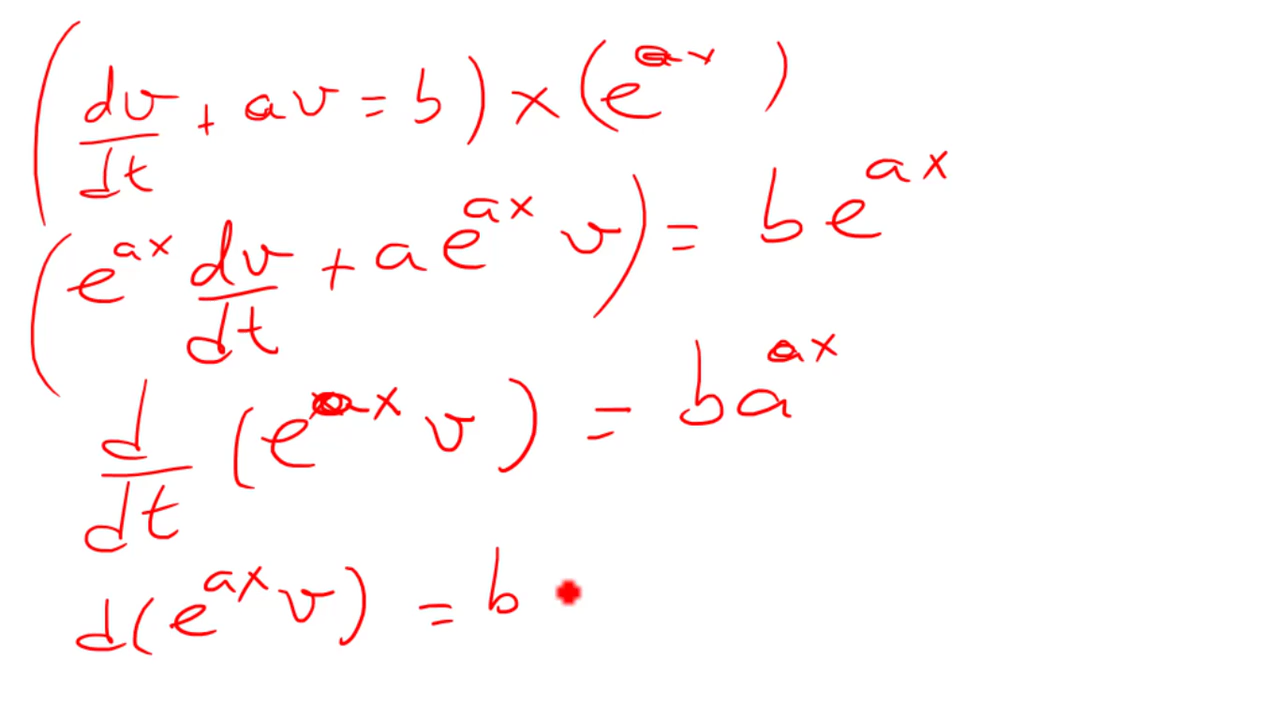 (dv/dt + av = b) × (e^ax )
(e^ax dv/dt + a e^ax v) = b e^ax
d/dt (e^ax v) = b a^ax
d(e^ax v) = b